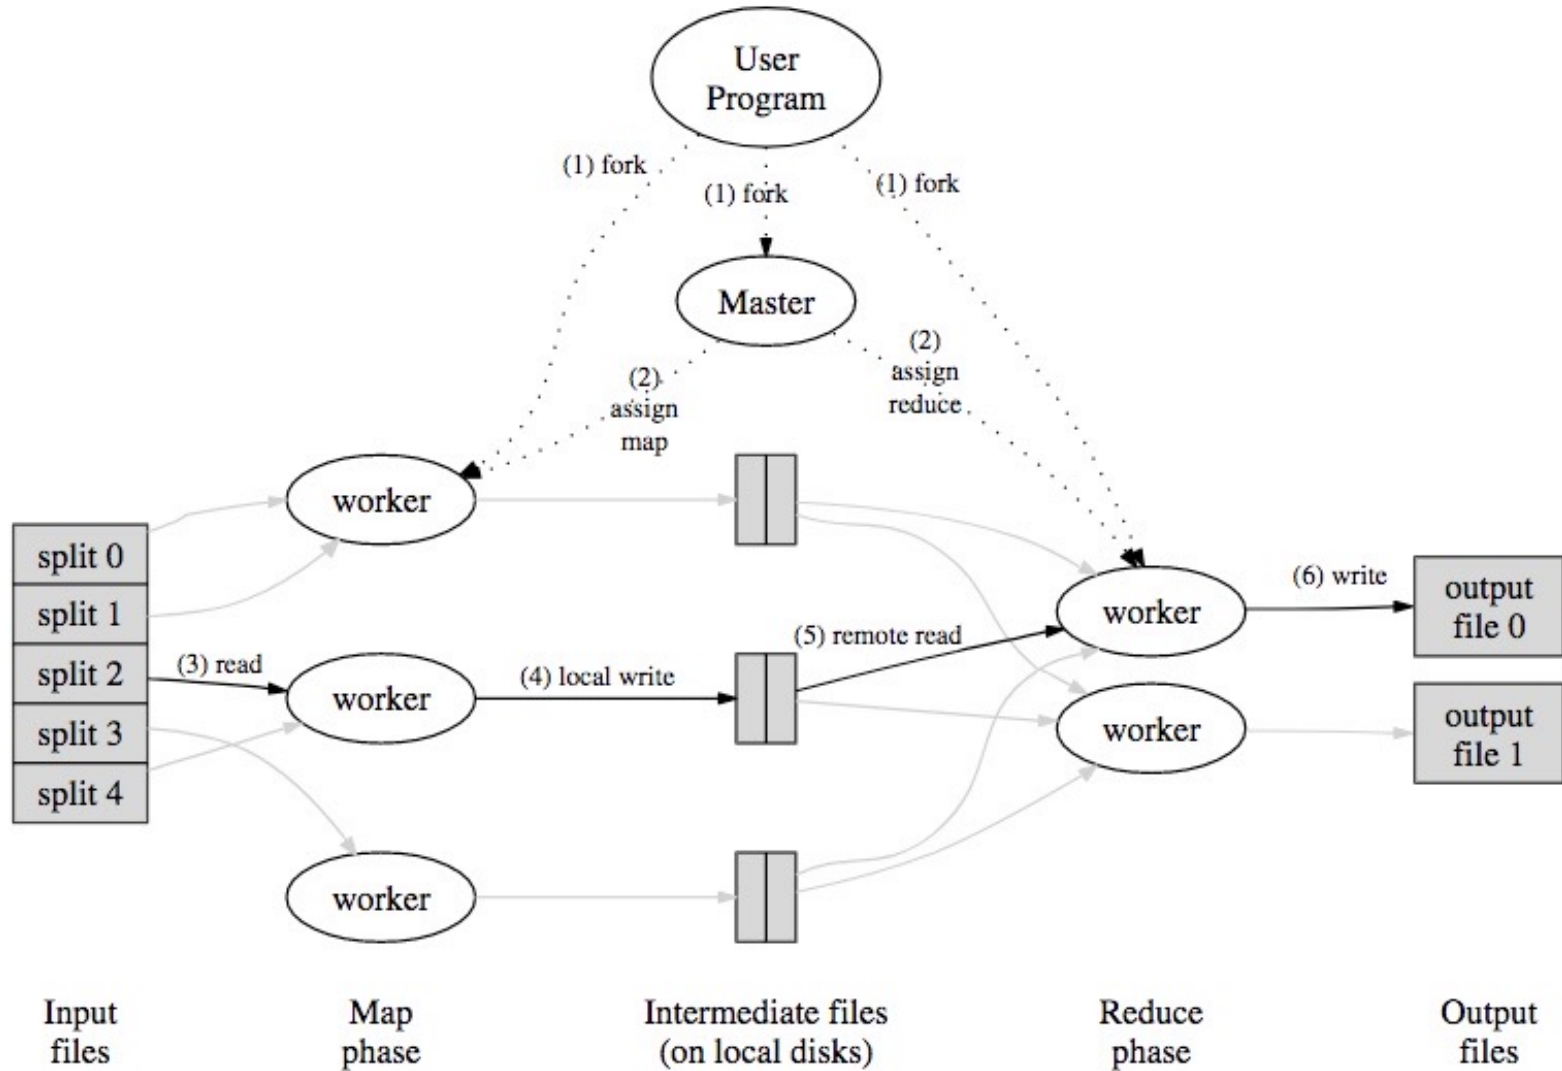 User
Program
(1) fork
(1) fork
(1) fork
Master
(2)
assign
map
(2)
assign
reduce
split 0
split 1
split 2
split 3
split 4
(3) read
worker
worker
worker
(4) local write
(5) remote read
worker
worker
(6) write
output
file 0
output
file 1
Input
files
Map
phase
Intermediate files
(on local disks)
Reduce
phase
Output
files